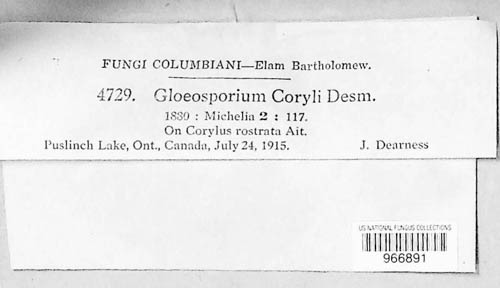 FUNGI COLUMBIANI—Elam Bartholomew.
4729. Gloeosporium Coryli Desm.
1880 : Michelia 2 : 117.
On Corylus rostrata Ait.
Puslinch Lake, Ont., Canada, July 24, 1915. J. Dearness
US NATIONAL FUNGUS COLLECTIONS
966891